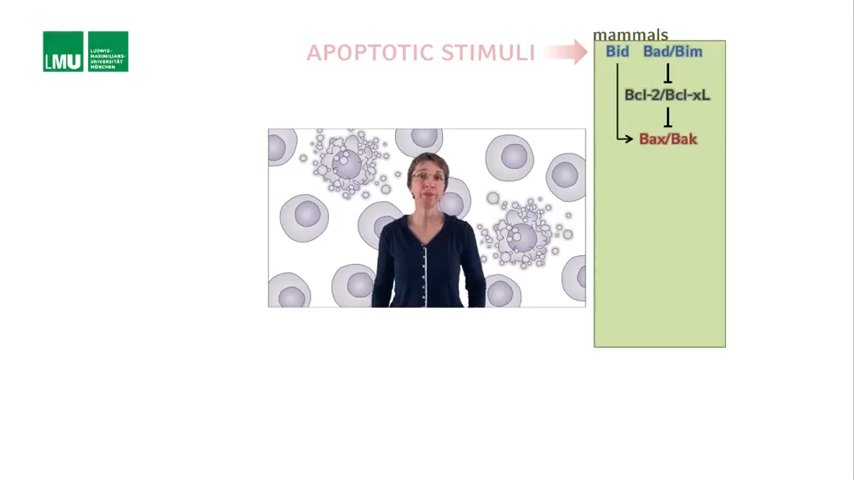 LMU
LUDWIG-
MAXIMILIANS-
UNIVERSITÄT
MÜNCHEN
APOPTOTIC STIMULI
mammals
Bid Bad/Bim
Bcl-2/Bcl-xL
Bax/Bak